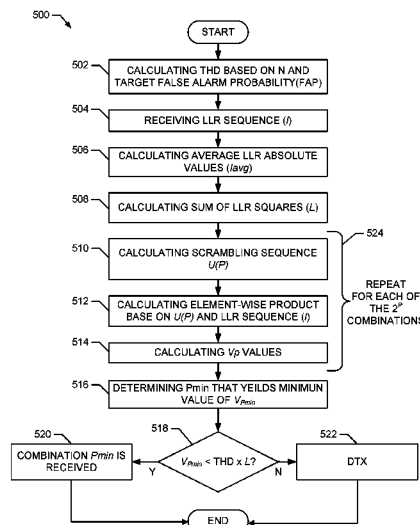 500
START
502
CALCULATING THD BASED ON N AND
TARGET FALSE ALARM PROBABILITY(FAP)
504
RECEIVING LLR SEQUENCE (l)
506
CALCULATING AVERAGE LLR ABSOLUTE
VALUES (lavg)
508
CALCULATING SUM OF LLR SQUARES (L)
510
CALCULATING SCRAMBLING SEQUENCE
U(P)
524
REPEAT
FOR EACH OF
THE 2^P
COMBINATIONS
512
CALCULATING ELEMENT-WISE PRODUCT
BASE ON U(P) AND LLR SEQUENCE (l)
514
CALCULATING Vp VALUES
516
DETERMINING Pmin THAT YEILDS MINIMUN
VALUE OF V_Pmin
518
V_Pmin < THD x L?
Y
N
520
COMBINATION Pmin IS
RECEIVED
522
DTX
END